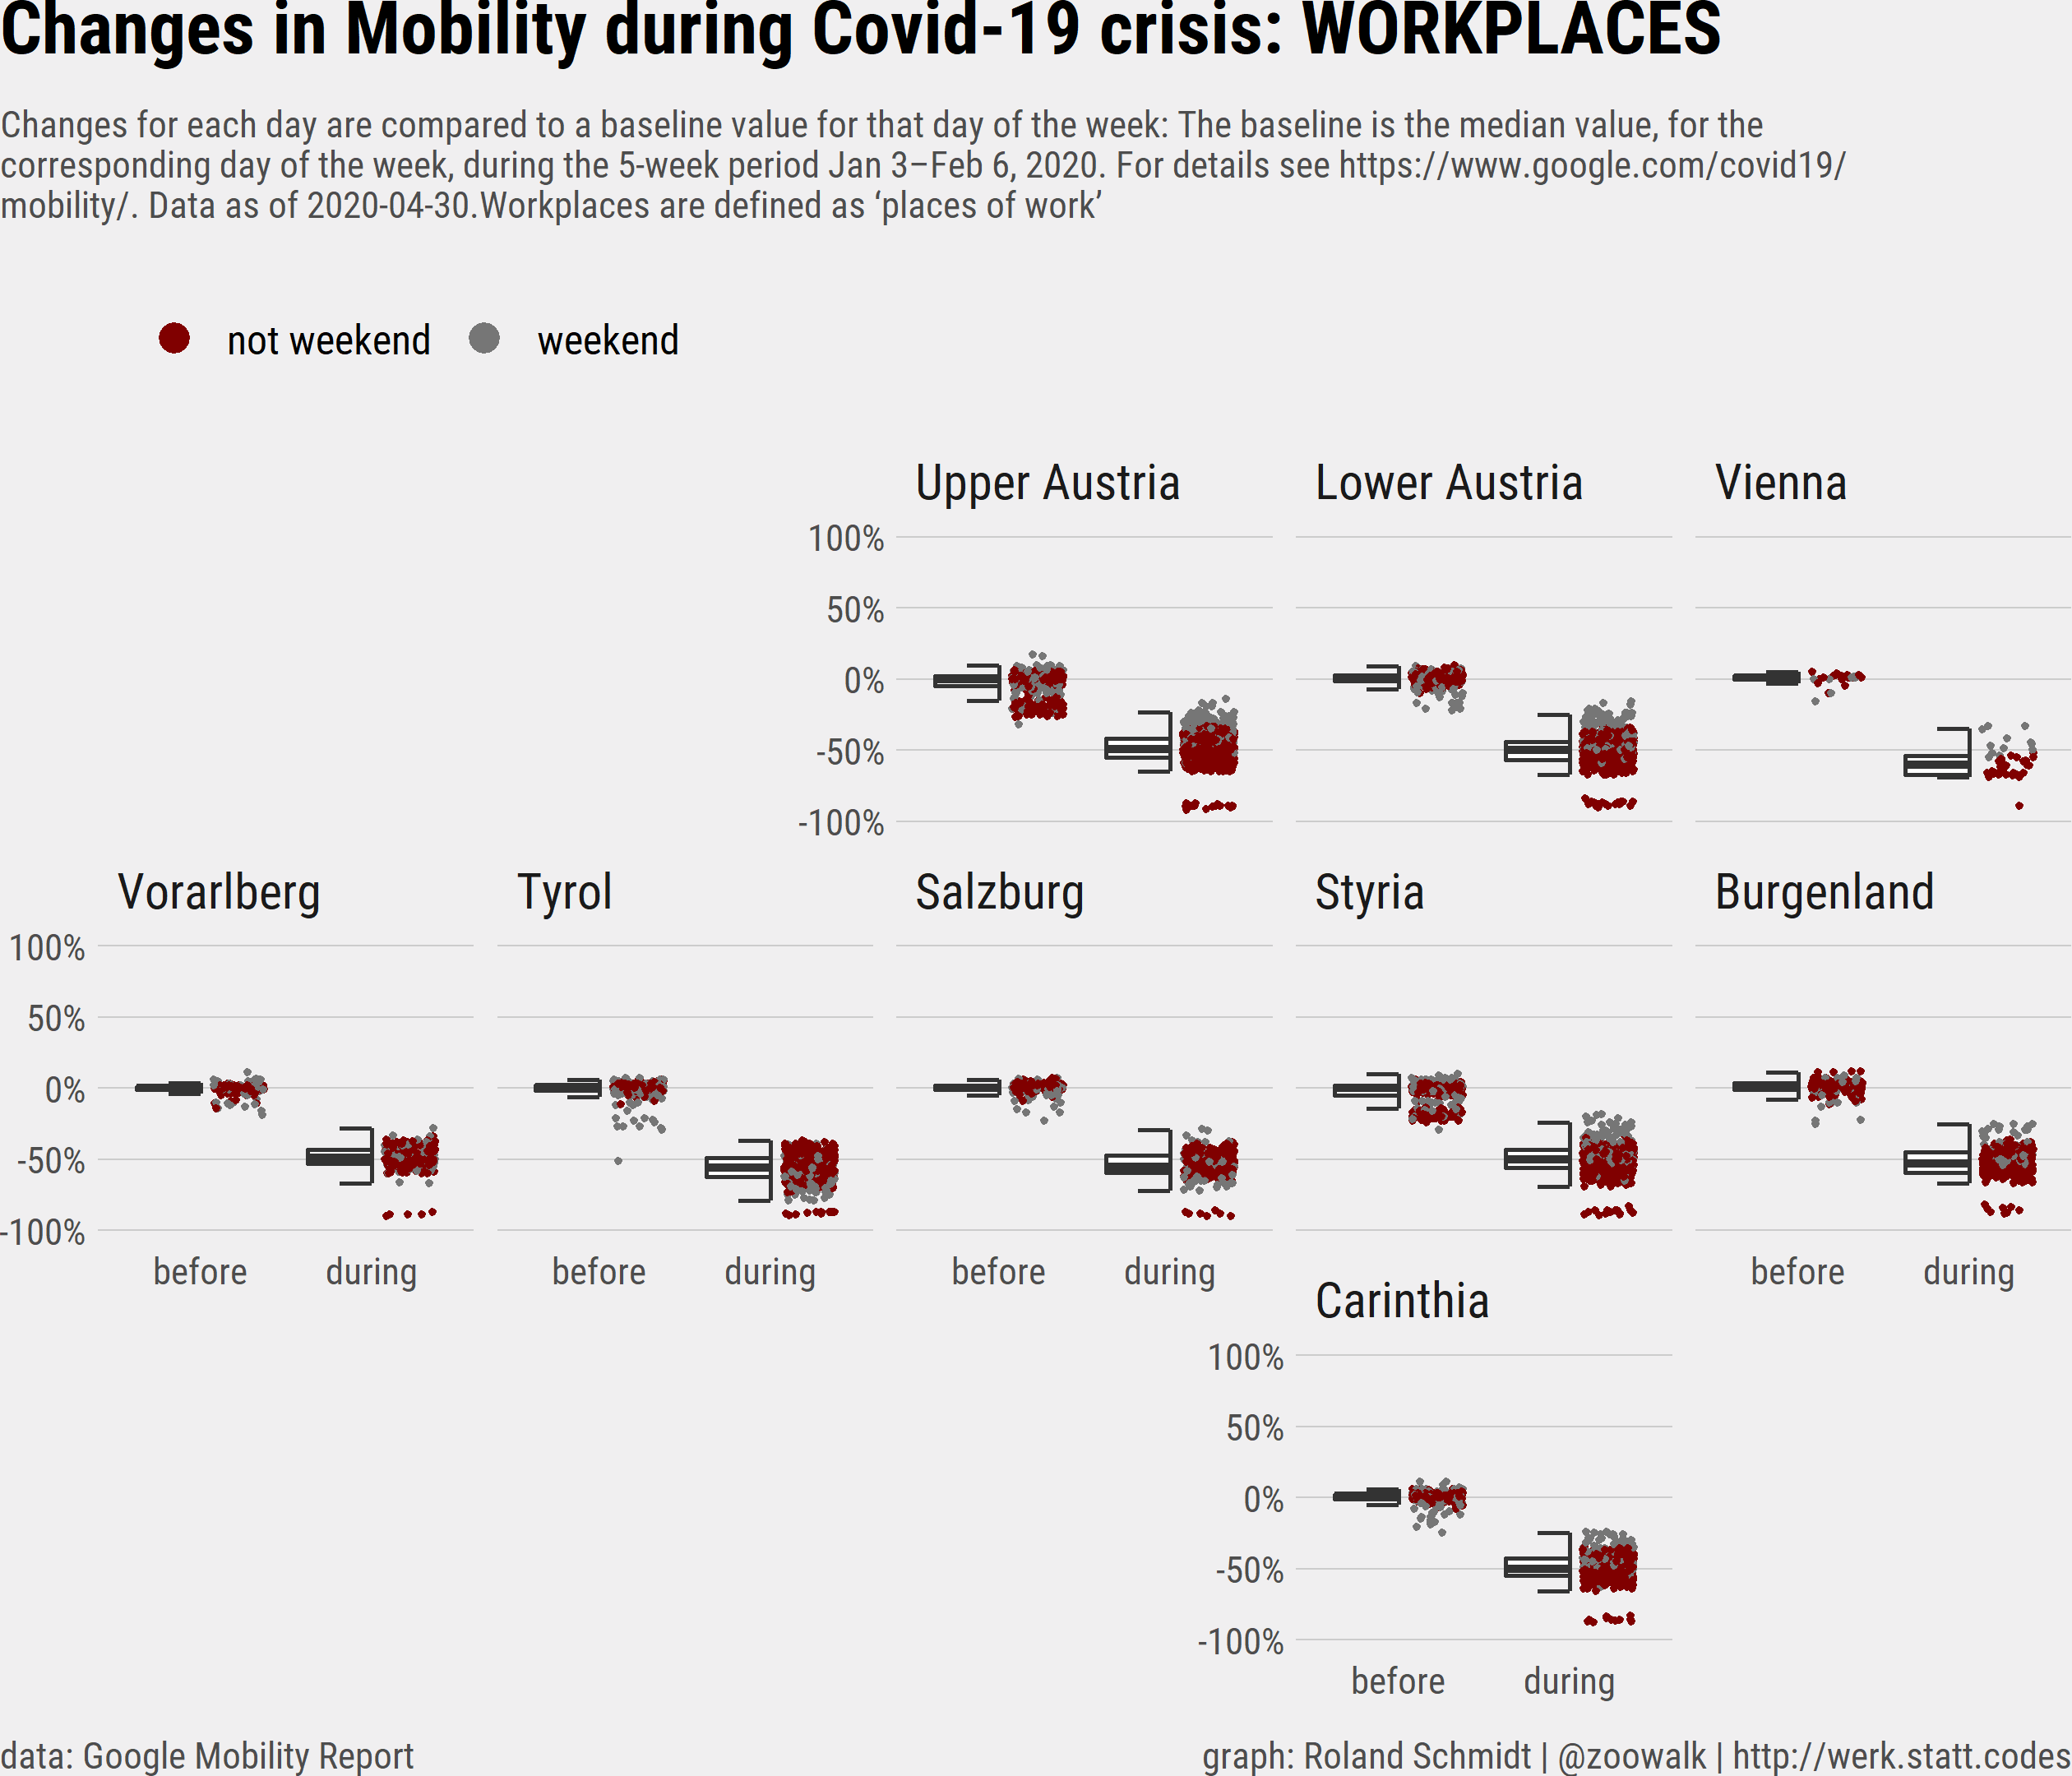 Changes in Mobility during Covid-19 crisis: WORKPLACES
Changes for each day are compared to a baseline value for that day of the week: The baseline is the median value, for the
corresponding day of the week, during the 5-week period Jan 3–Feb 6, 2020. For details see https://www.google.com/covid19/
mobility/. Data as of 2020-04-30.Workplaces are defined as ‘places of work’
not weekend weekend
Upper Austria Lower Austria Vienna
100%
50%
0%
-50%
-100%
Vorarlberg Tyrol Salzburg Styria Burgenland
100%
50%
0%
-50%
-100%
before during before during before during before during
Carinthia
100%
50%
0%
-50%
-100%
before during
data: Google Mobility Report graph: Roland Schmidt | @zoowalk | http://werk.statt.codes